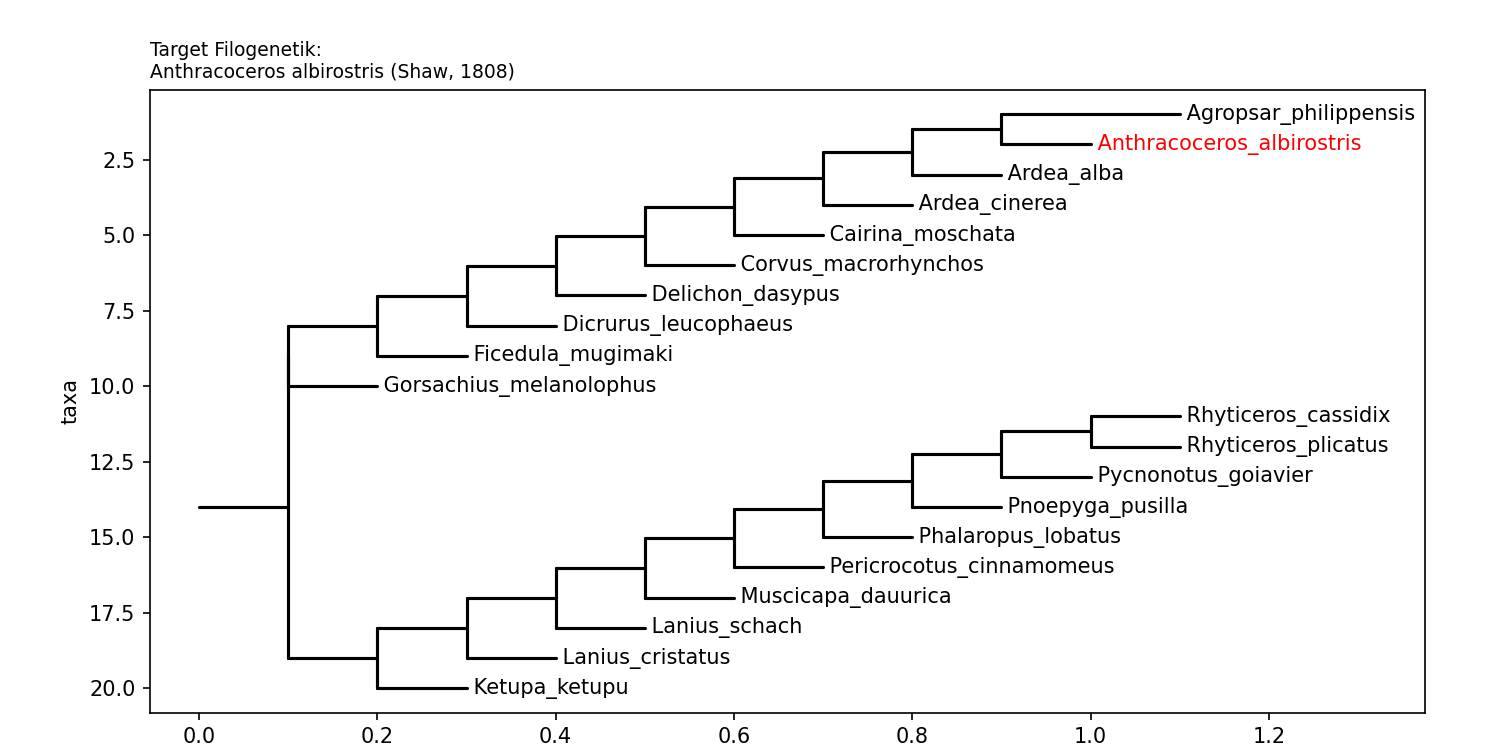 Target Filogenetik:
Anthracoceros albirostris (Shaw, 1808)
Agropsar_philippensis
Anthracoceros_albirostris
2.5
Ardea_alba
Ardea_cinerea
5.0
Cairina_moschata
Corvus_macrorhynchos
Delichon_dasypus
7.5
Dicrurus_leucophaeus
Ficedula_mugimaki
10.0
Gorsachius_melanolophus
taxa
Rhyticeros_cassidix
Rhyticeros_plicatus
12.5
Pycnonotus_goiavier
Pnoepyga_pusilla
15.0
Phalaropus_lobatus
Pericrocotus_cinnamomeus
Muscicapa_dauurica
17.5
Lanius_schach
Lanius_cristatus
20.0
Ketupa_ketupu
0.0 0.2 0.4 0.6 0.8 1.0 1.2